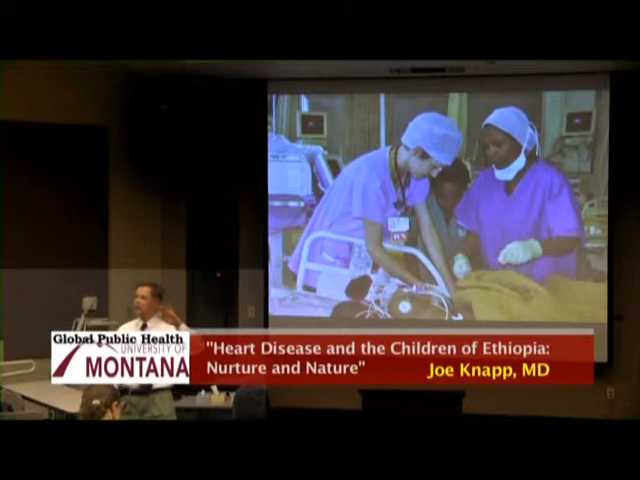 Global Public Health
UNIVERSITY OF
MONTANA
"Heart Disease and the Children of Ethiopia:
Nurture and Nature"
Joe Knapp, MD
RN